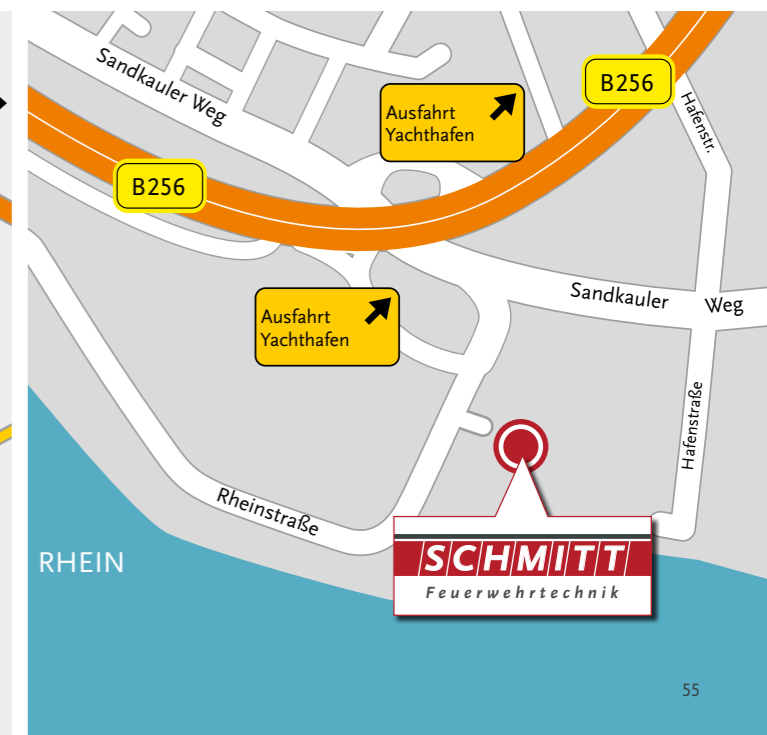 Sandkauler Weg
B256
Hafenstr.
Ausfahrt
Yachthafen
B256
Sandkauler Weg
Ausfahrt
Yachthafen
Hafenstraße
Rheinstraße
RHEIN
SCHMITT
Feuerwehrtechnik
55